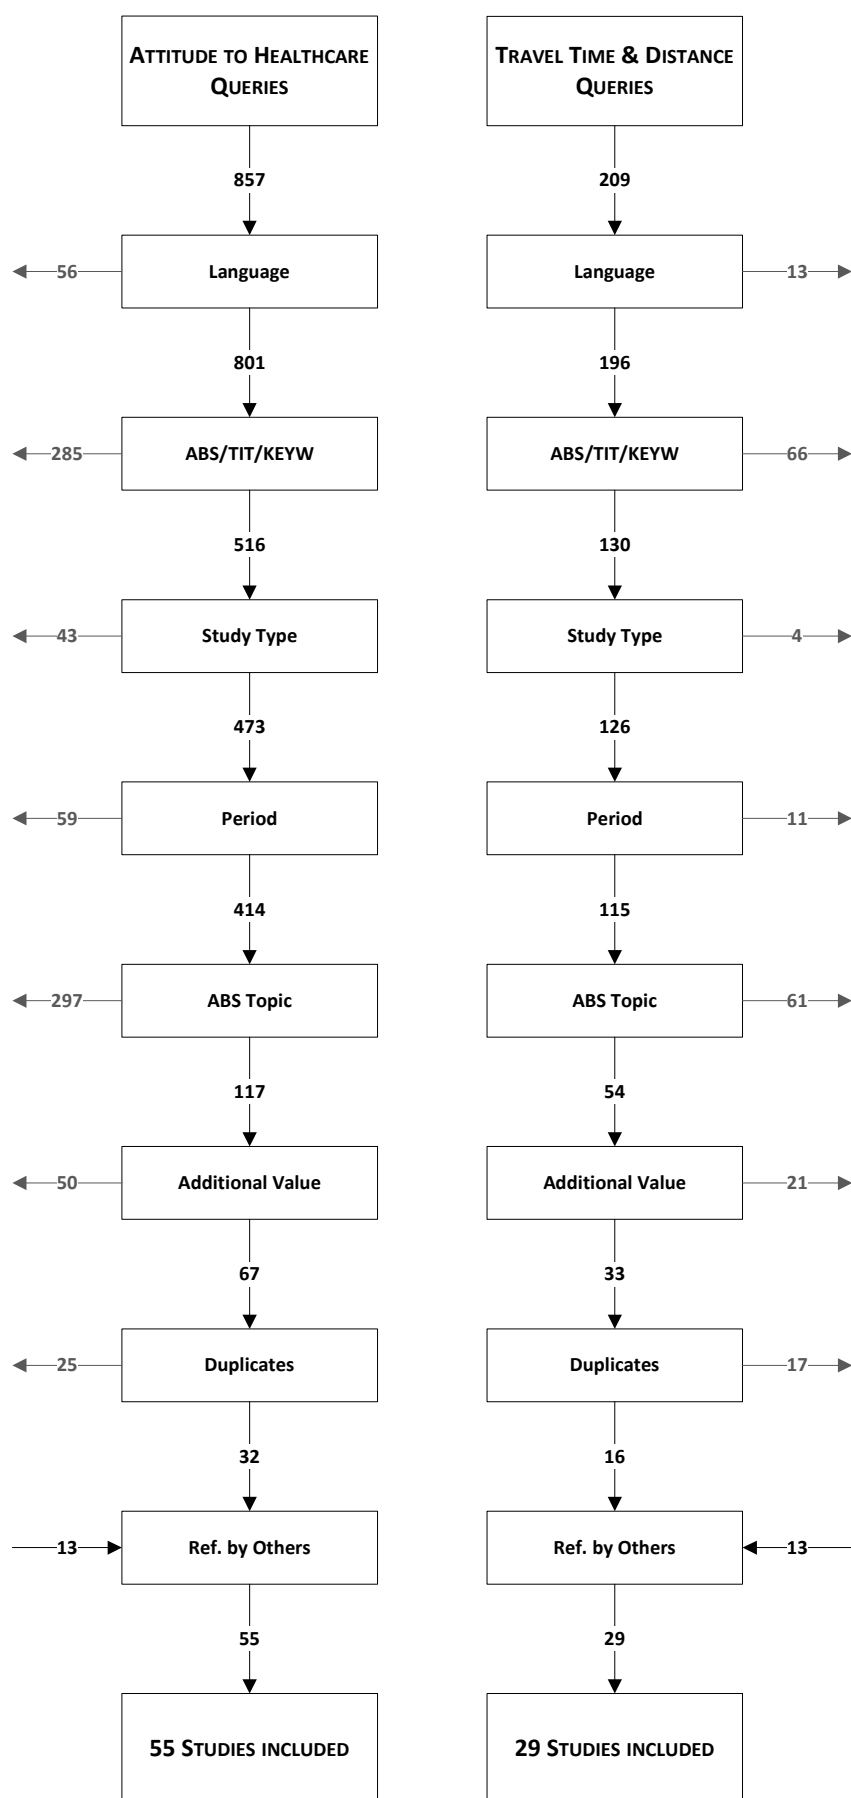 ATTITUDE TO HEALTHCARE
QUERIES
TRAVEL TIME & DISTANCE
QUERIES
857
209
56
Language
Language
13
801
196
285
ABS/TIT/KEYW
ABS/TIT/KEYW
66
516
130
43
Study Type
Study Type
4
473
126
59
Period
Period
11
414
115
297
ABS Topic
ABS Topic
61
117
54
50
Additional Value
Additional Value
21
67
33
25
Duplicates
Duplicates
17
32
16
13
Ref. by Others
Ref. by Others
13
55
29
55 STUDIES INCLUDED
29 STUDIES INCLUDED